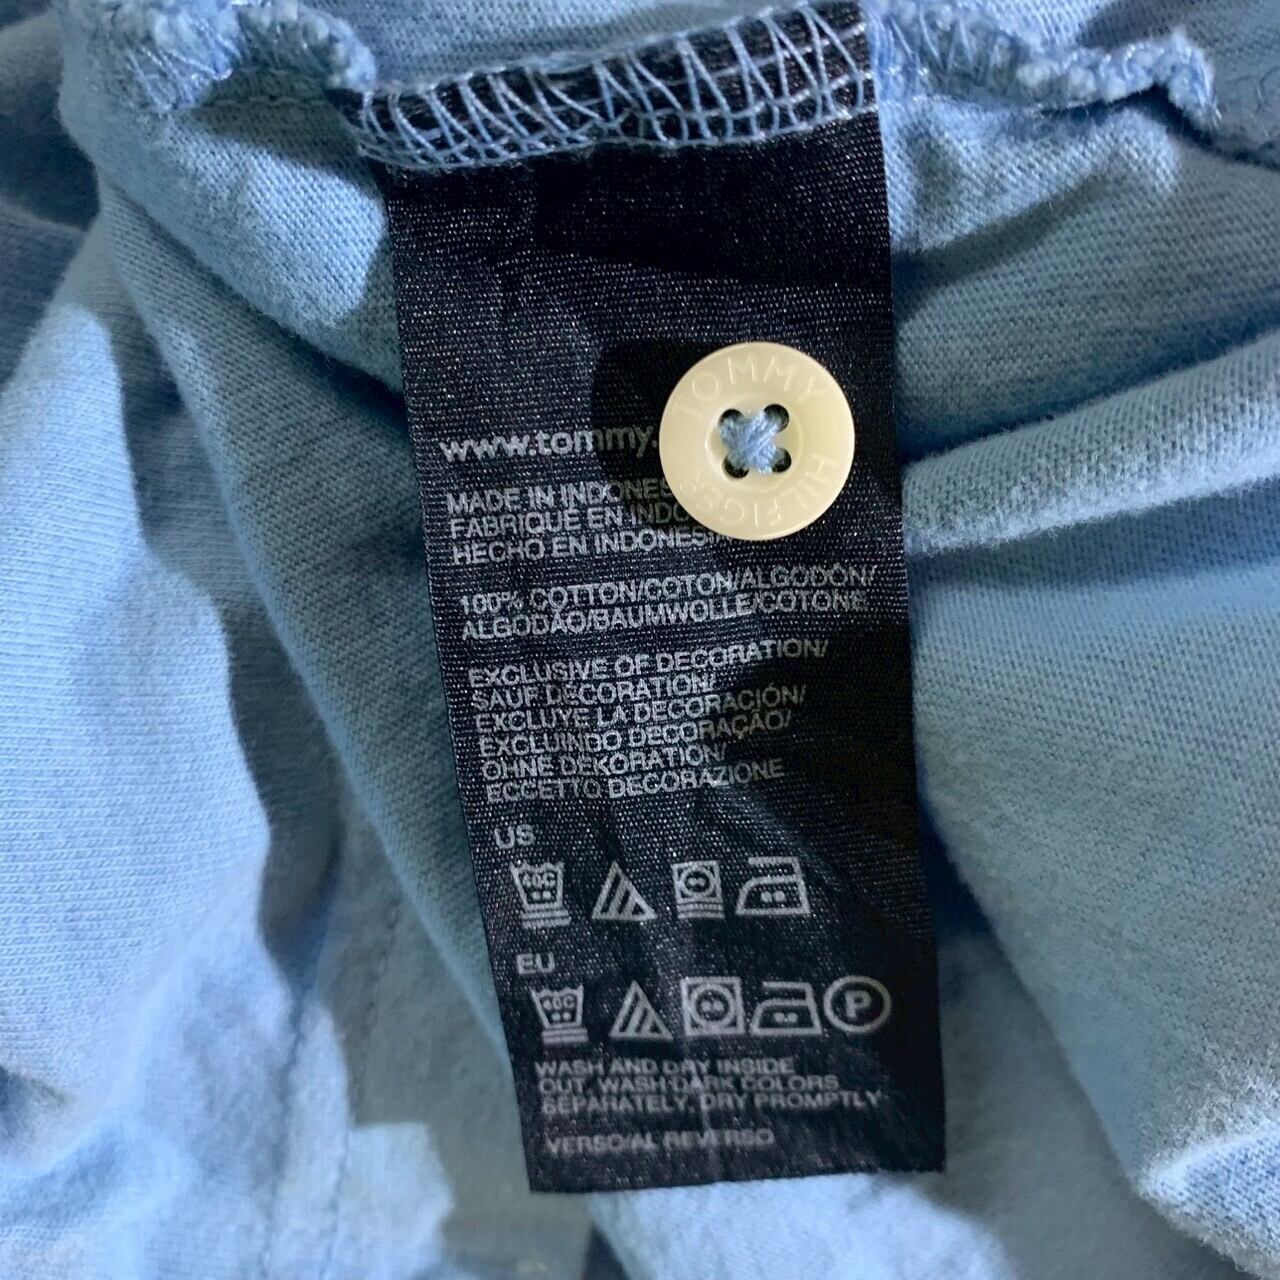 www.tommy.
TOMMY
HILFIGER
MADE IN INDONES
FABRIQUÉ EN INDO
HECHO EN INDONESI
100% COTTON/COTON/ALGODÓN/
ALGODÃO/BAUMWOLLE/COTONE
EXCLUSIVE OF DECORATION/
SAUF DÉCORATION/
EXCLUYE LA DECORACIÓN/
EXCLUINDO DECORAÇÃO/
OHNE DEKORATION/
ECCETTO DECORAZIONE
US
40C
EU
40C
P
WASH AND DRY INSIDE
OUT, WASH DARK COLORS
SEPARATELY, DRY PROMPTLY
VERSO/AL REVERSO